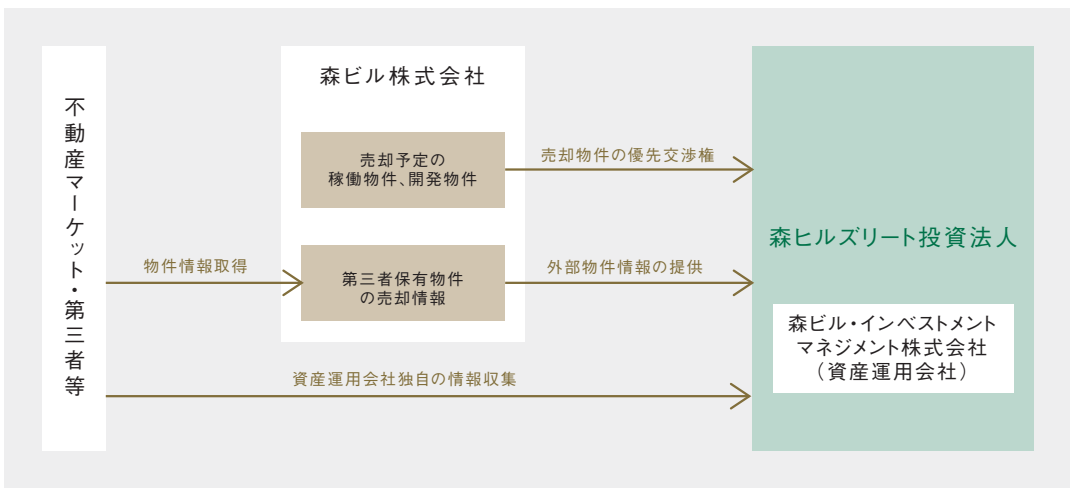 不動産マーケット・第三者等
物件情報取得
森ビル株式会社
売却予定の
稼働物件、開発物件
第三者保有物件
の売却情報
売却物件の優先交渉権
外部物件情報の提供
資産運用会社独自の情報収集
森ヒルズリート投資法人
森ビル・インベストメント
マネジメント株式会社
（資産運用会社）